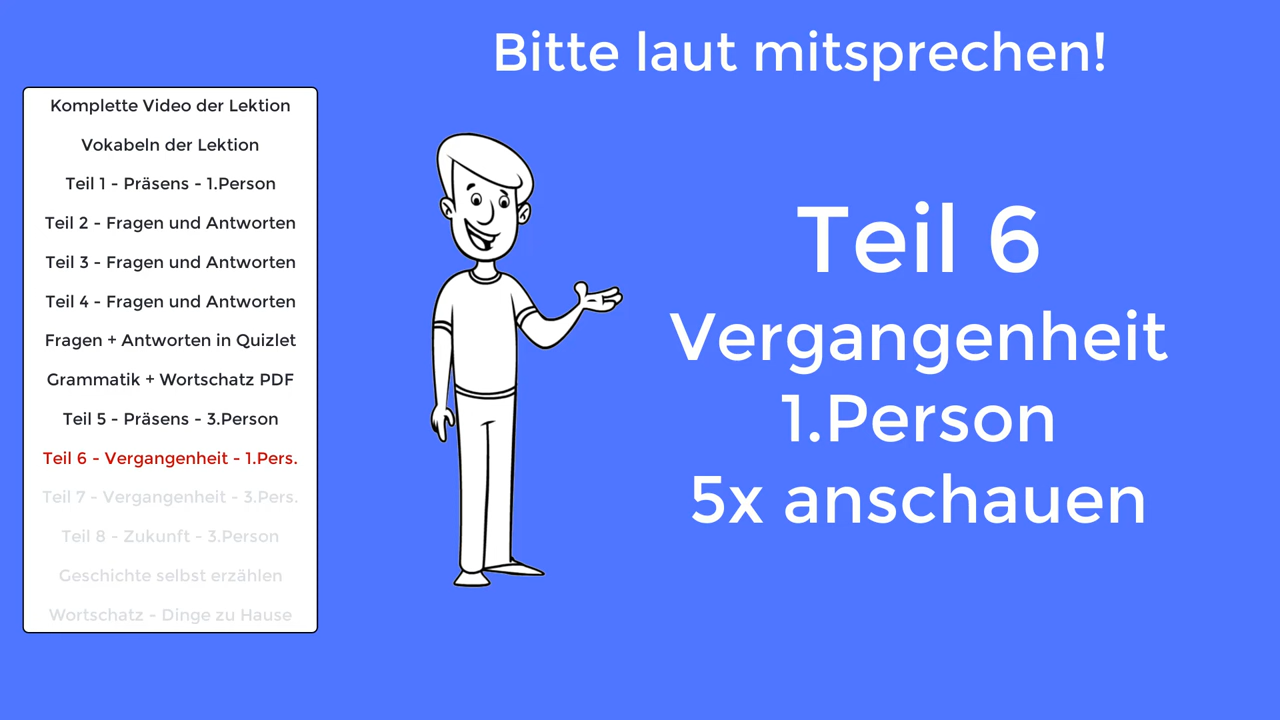 Bitte laut mitsprechen!
Komplette Video der Lektion
Vokabeln der Lektion
Teil 1 - Präsens - 1.Person
Teil 2 - Fragen und Antworten
Teil 3 - Fragen und Antworten
Teil 4 - Fragen und Antworten
Fragen + Antworten in Quizlet
Grammatik + Wortschatz PDF
Teil 5 - Präsens - 3.Person
Teil 6 - Vergangenheit - 1.Pers.
Teil 7 - Vergangenheit - 3.Pers.
Teil 8 - Zukunft - 3.Person
Geschichte selbst erzählen
Wortschatz - Dinge zu Hause
Teil 6
Vergangenheit
1.Person
5x anschauen